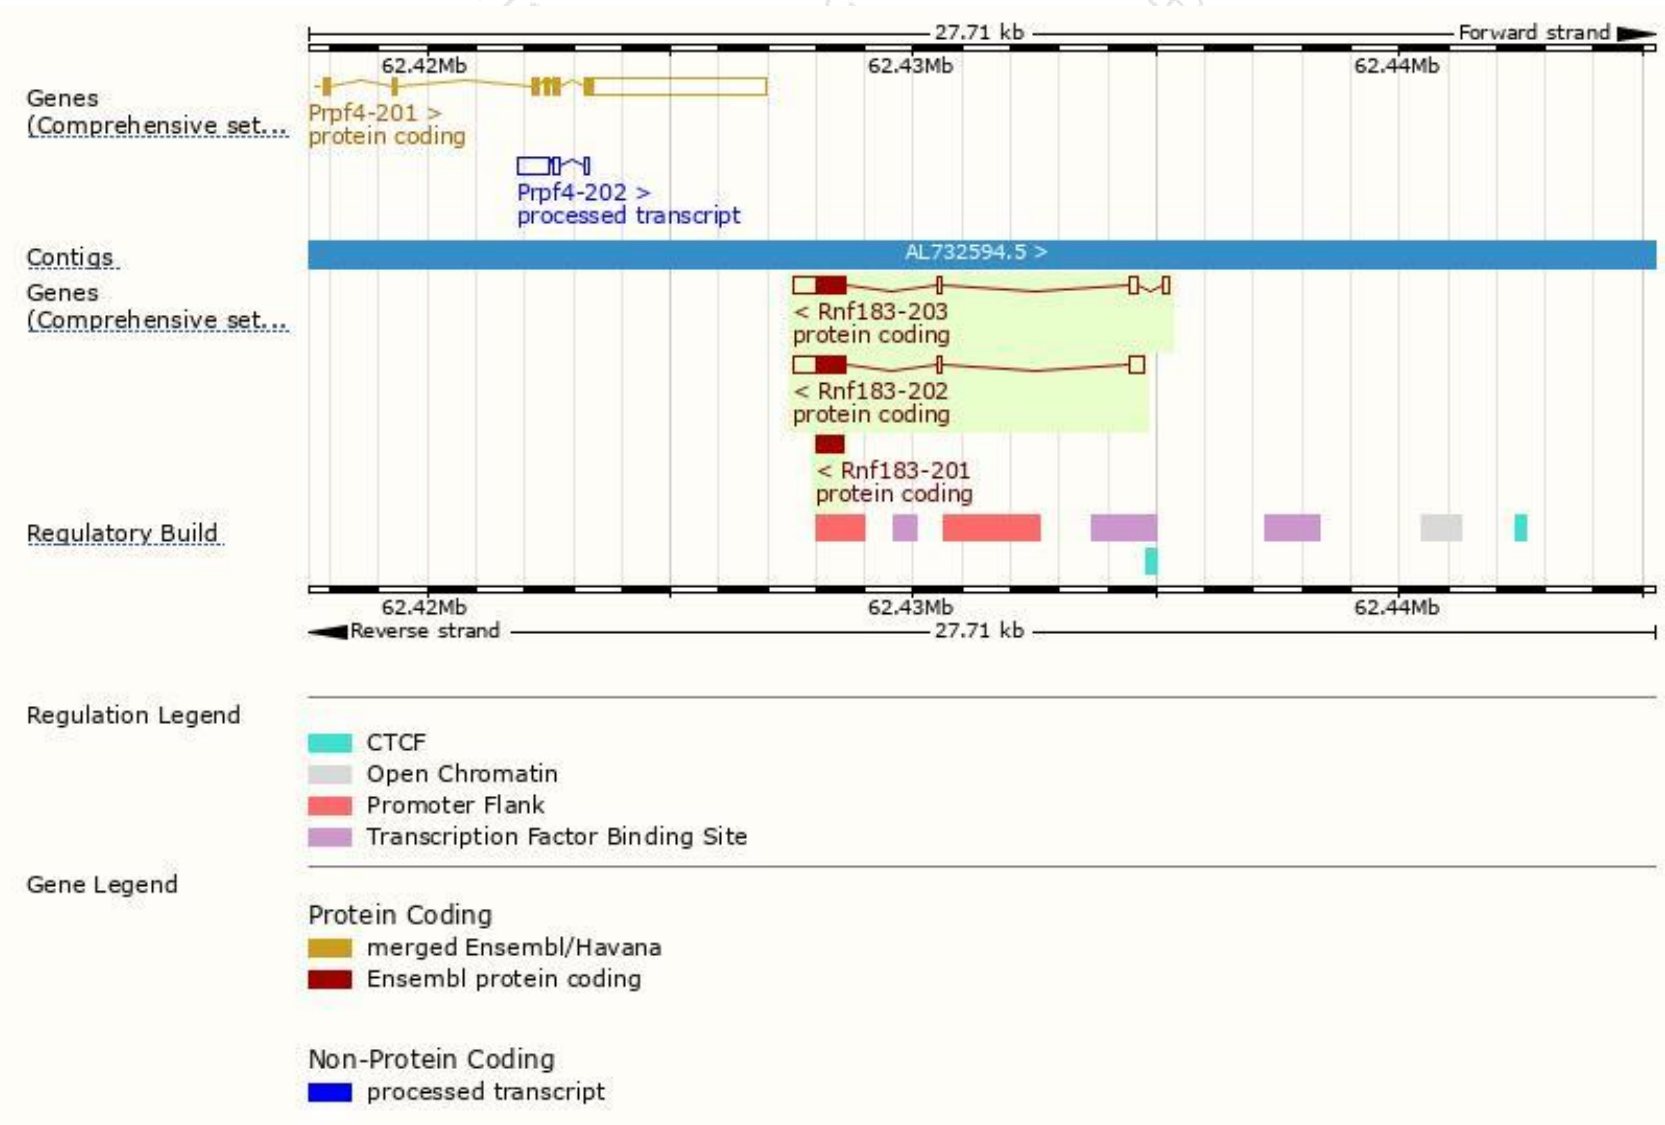 27.71 kb
Forward strand
62.42Mb
62.43Mb
62.44Mb
Genes
(Comprehensive set...
Prpf4-201 >
protein coding
Prpf4-202 >
processed transcript
Contigs
AL732594.5 >
Genes
(Comprehensive set...
< Rnf183-203
protein coding
< Rnf183-202
protein coding
< Rnf183-201
protein coding
Regulatory Build
62.42Mb
62.43Mb
62.44Mb
Reverse strand
27.71 kb
Regulation Legend
CTCF
Open Chromatin
Promoter Flank
Transcription Factor Binding Site
Gene Legend
Protein Coding
merged Ensembl/Havana
Ensembl protein coding
Non-Protein Coding
processed transcript